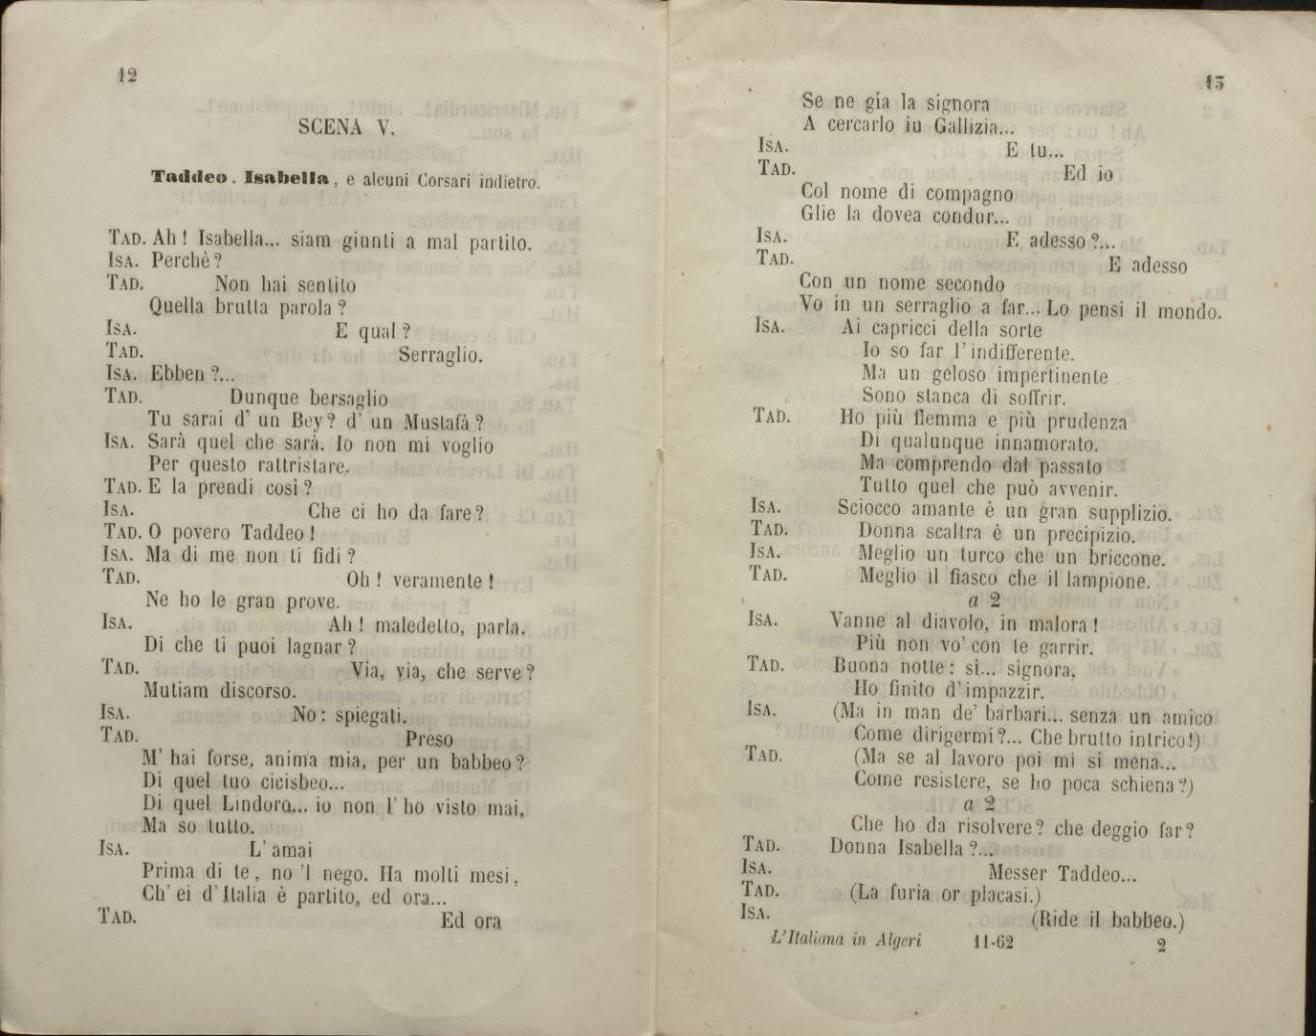 12
SCENA V.
Taddeo. Isabella, e alcuni Corsari indietro.
TAD. Ah! Isabella... siam giunti a mal partito.
ISA. Perchè?
TAD. Non hai sentito
Quella brutta parola?
ISA. E qual?
TAD. Serraglio.
ISA. Ebben?...
TAD. Dunque bersaglio
Tu sarai d' un Bey? d' un Mustafà?
ISA. Sarà quel che sarà. Io non mi voglio
Per questo rattristare.
TAD. E la prendi così?
ISA. Che ci ho da fare?
TAD. O povero Taddeo!
ISA. Ma di me non ti fidi?
TAD. Oh! veramente!
Ne ho le gran prove.
ISA. Ah! maledetto, parla.
Di che ti puoi lagnar?
TAD. Via, via, che serve?
Mutiam discorso.
ISA. No: spiegati.
TAD. Preso
M' hai forse, anima mia, per un babbeo?
Di quel tuo cicisbeo...
Di quel Lindoro... io non l' ho visto mai,
Ma so tutto.
ISA. L' amai
Prima di te, no 'l nego. Ha molti mesi,
Ch' ei d' Italia è partito, ed ora...
TAD. Ed ora
13
Se ne gia la signora
A cercarlo iu Gallizia...
ISA. E tu...
TAD. Ed io
Col nome di compagno
Glie la dovea condur...
ISA. E adesso?...
TAD. E adesso
Con un nome secondo
Vo in un serraglio a far... Lo pensi il mondo.
ISA. Ai capricci della sorte
Io so far l' indifferente.
Ma un geloso impertinente
Sono stanca di soffrir.
TAD. Ho più flemma e più prudenza
Di qualunque innamorato.
Ma comprendo dal passato
Tutto quel che può avvenir.
ISA. Sciocco amante è un gran supplizio.
TAD. Donna scaltra è un precipizio.
ISA. Meglio un turco che un briccone.
TAD. Meglio il fiasco che il lampione.
a 2
ISA. Vanne al diavolo, in malora!
Più non vo' con te garrir.
TAD. Buona notte: sì... signora,
Ho finito d' impazzir.
ISA. (Ma in man de' barbari... senza un amico
Come dirigermi?... Che brutto intrico!)
TAD. (Ma se al lavoro poi mi si mena...
Come resistere, se ho poca schiena?)
a 2
Che ho da risolvere? che deggio far?
TAD. Donna Isabella?...
ISA. Messer Taddeo...
TAD. (La furia or placasi.)
ISA. (Ride il babbeo.)
L'Italiana in Algeri 11-62 2